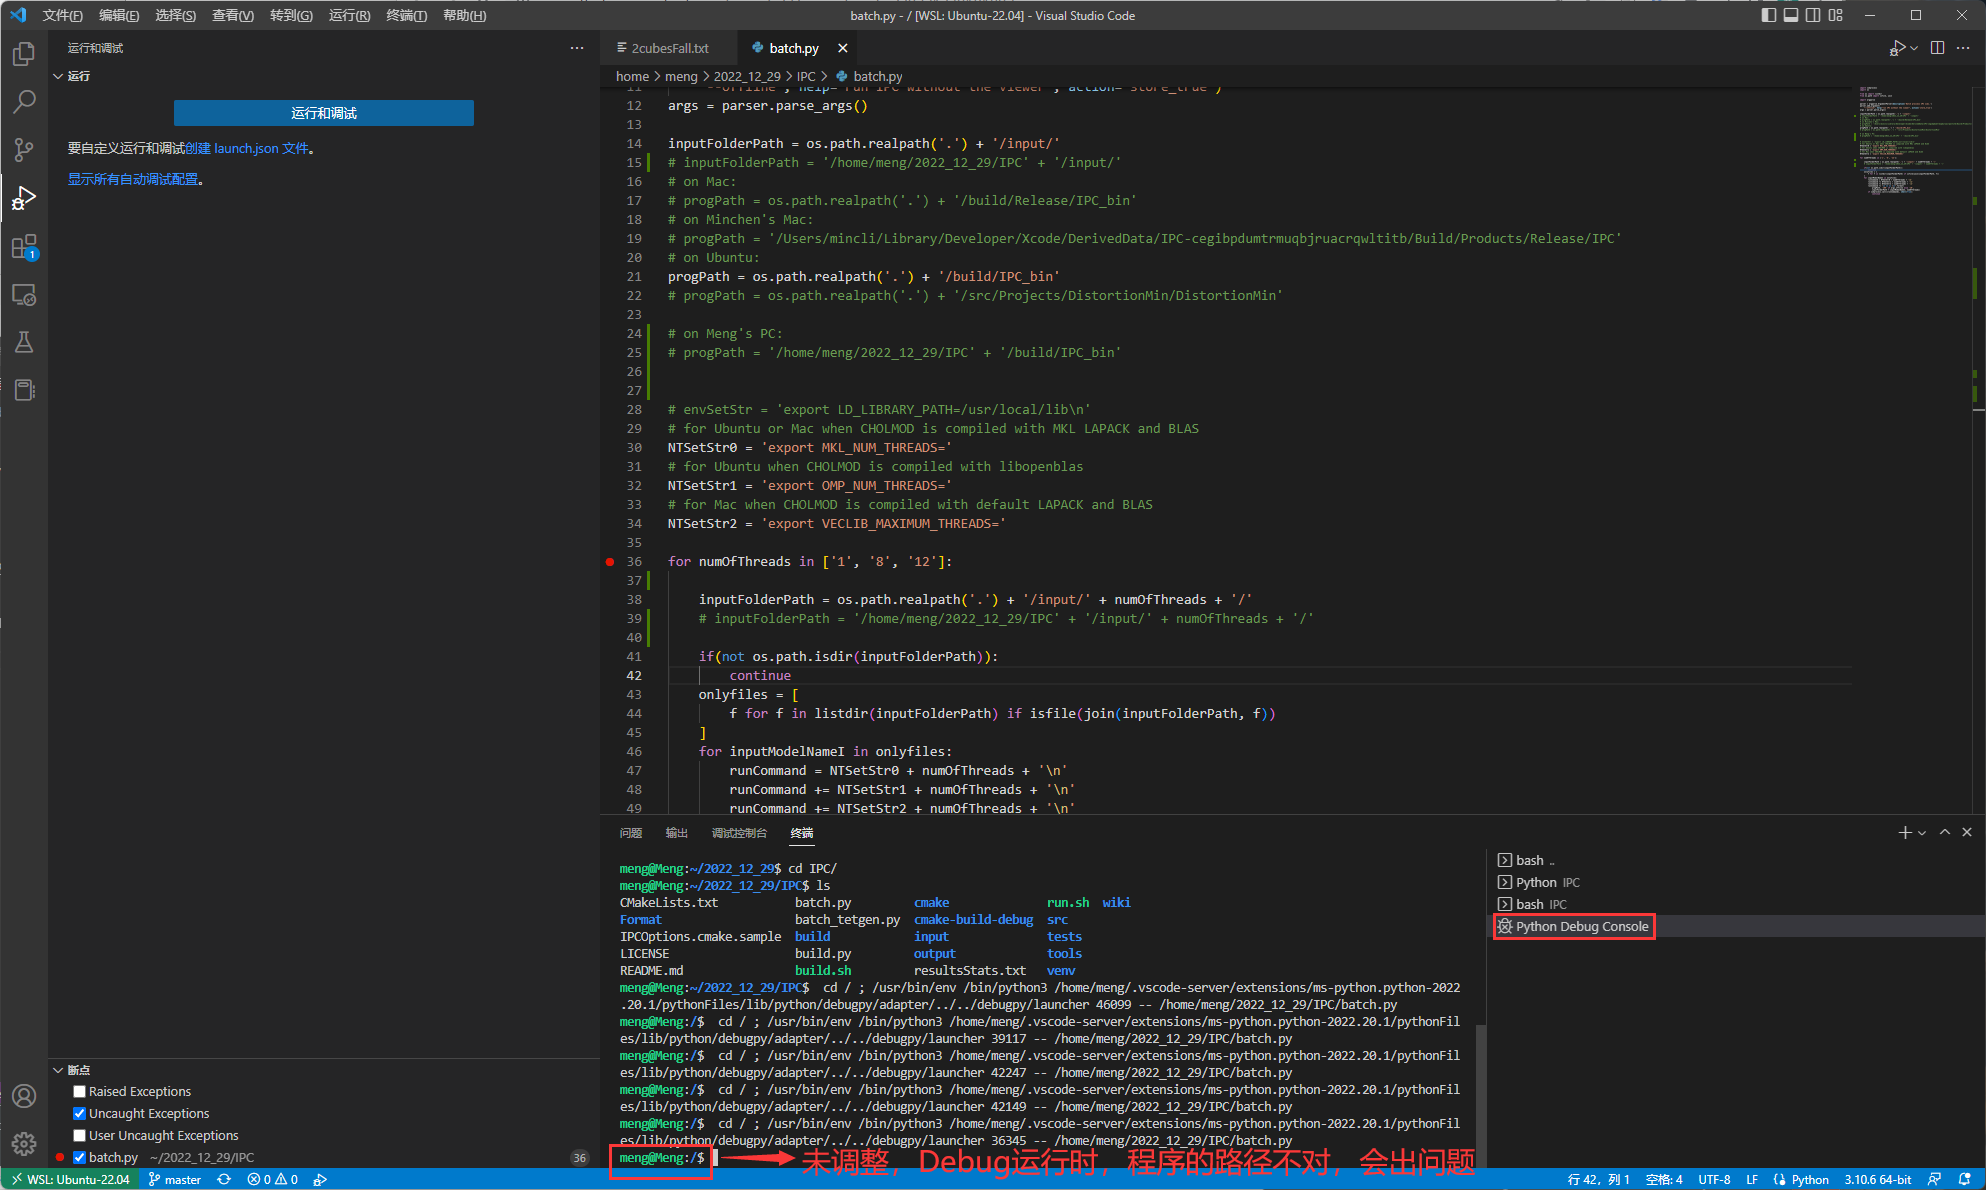 文件(F) 编辑(E) 选择(S) 查看(V) 转到(G) 运行(R) 终端(T) 帮助(H)
batch.py - / [WSL: Ubuntu-22.04] - Visual Studio Code
运行和调试
运行
运行和调试
要自定义运行和调试创建 launch.json 文件。
显示所有自动调试配置。
1
2cubesFall.txt batch.py
home > meng > 2022_12_29 > IPC > batch.py
11 "--offline", help="run IPC without the viewer", action="store_true")
12 args = parser.parse_args()
13
14 inputFolderPath = os.path.realpath('.') + '/input/'
15 # inputFolderPath = '/home/meng/2022_12_29/IPC' + '/input/'
16 # on Mac:
17 # progPath = os.path.realpath('.') + '/build/Release/IPC_bin'
18 # on Minchen's Mac:
19 # progPath = '/Users/mincli/Library/Developer/Xcode/DerivedData/IPC-cegibpdumtrmuqbjruacrqwltitb/Build/Products/Release/IPC'
20 # on Ubuntu:
21 progPath = os.path.realpath('.') + '/build/IPC_bin'
22 # progPath = os.path.realpath('.') + '/src/Projects/DistortionMin/DistortionMin'
23
24 # on Meng's PC:
25 # progPath = '/home/meng/2022_12_29/IPC' + '/build/IPC_bin'
26
27
28 # envSetStr = 'export LD_LIBRARY_PATH=/usr/local/lib\n'
29 # for Ubuntu or Mac when CHOLMOD is compiled with MKL LAPACK and BLAS
30 NTSetStr0 = 'export MKL_NUM_THREADS='
31 # for Ubuntu when CHOLMOD is compiled with libopenblas
32 NTSetStr1 = 'export OMP_NUM_THREADS='
33 # for Mac when CHOLMOD is compiled with default LAPACK and BLAS
34 NTSetStr2 = 'export VECLIB_MAXIMUM_THREADS='
35
36 for numOfThreads in ['1', '8', '12']:
37
38 inputFolderPath = os.path.realpath('.') + '/input/' + numOfThreads + '/'
39 # inputFolderPath = '/home/meng/2022_12_29/IPC' + '/input/' + numOfThreads + '/'
40
41 if(not os.path.isdir(inputFolderPath)):
42 continue
43 onlyfiles = [
44 f for f in listdir(inputFolderPath) if isfile(join(inputFolderPath, f))
45 ]
46 for inputModelNameI in onlyfiles:
47 runCommand = NTSetStr0 + numOfThreads + '\n'
48 runCommand += NTSetStr1 + numOfThreads + '\n'
49 runCommand += NTSetStr2 + numOfThreads + '\n'
问题 输出 调试控制台 终端
meng@Meng:~/2022_12_29$ cd IPC/
meng@Meng:~/2022_12_29/IPC$ ls
CMakeLists.txt batch.py cmake run.sh wiki
Format batch_tetgen.py cmake-build-debug src
IPCOptions.cmake.sample build input tests
LICENSE build.py output tools
README.md build.sh resultsStats.txt venv
meng@Meng:~/2022_12_29/IPC$ cd / ; /usr/bin/env /bin/python3 /home/meng/.vscode-server/extensions/ms-python.python-2022
.20.1/pythonFiles/lib/python/debugpy/adapter/../../debugpy/launcher 46099 -- /home/meng/2022_12_29/IPC/batch.py
meng@Meng:/$ cd / ; /usr/bin/env /bin/python3 /home/meng/.vscode-server/extensions/ms-python.python-2022.20.1/pythonFil
es/lib/python/debugpy/adapter/../../debugpy/launcher 39117 -- /home/meng/2022_12_29/IPC/batch.py
meng@Meng:/$ cd / ; /usr/bin/env /bin/python3 /home/meng/.vscode-server/extensions/ms-python.python-2022.20.1/pythonFil
es/lib/python/debugpy/adapter/../../debugpy/launcher 42247 -- /home/meng/2022_12_29/IPC/batch.py
meng@Meng:/$ cd / ; /usr/bin/env /bin/python3 /home/meng/.vscode-server/extensions/ms-python.python-2022.20.1/pythonFil
es/lib/python/debugpy/adapter/../../debugpy/launcher 42149 -- /home/meng/2022_12_29/IPC/batch.py
meng@Meng:/$ cd / ; /usr/bin/env /bin/python3 /home/meng/.vscode-server/extensions/ms-python.python-2022.20.1/pythonFil
es/lib/python/debugpy/adapter/../../debugpy/launcher 36345 -- /home/meng/2022_12_29/IPC/batch.py
meng@Meng:/$
未调整，Debug运行时，程序的路径不对，会出问题
bash ..
Python IPC
bash IPC
Python Debug Console
断点
Raised Exceptions
Uncaught Exceptions
User Uncaught Exceptions
batch.py ~/2022_12_29/IPC 36
WSL: Ubuntu-22.04 master 0 0 行 42，列 1 空格: 4 UTF-8 LF Python 3.10.6 64-bit